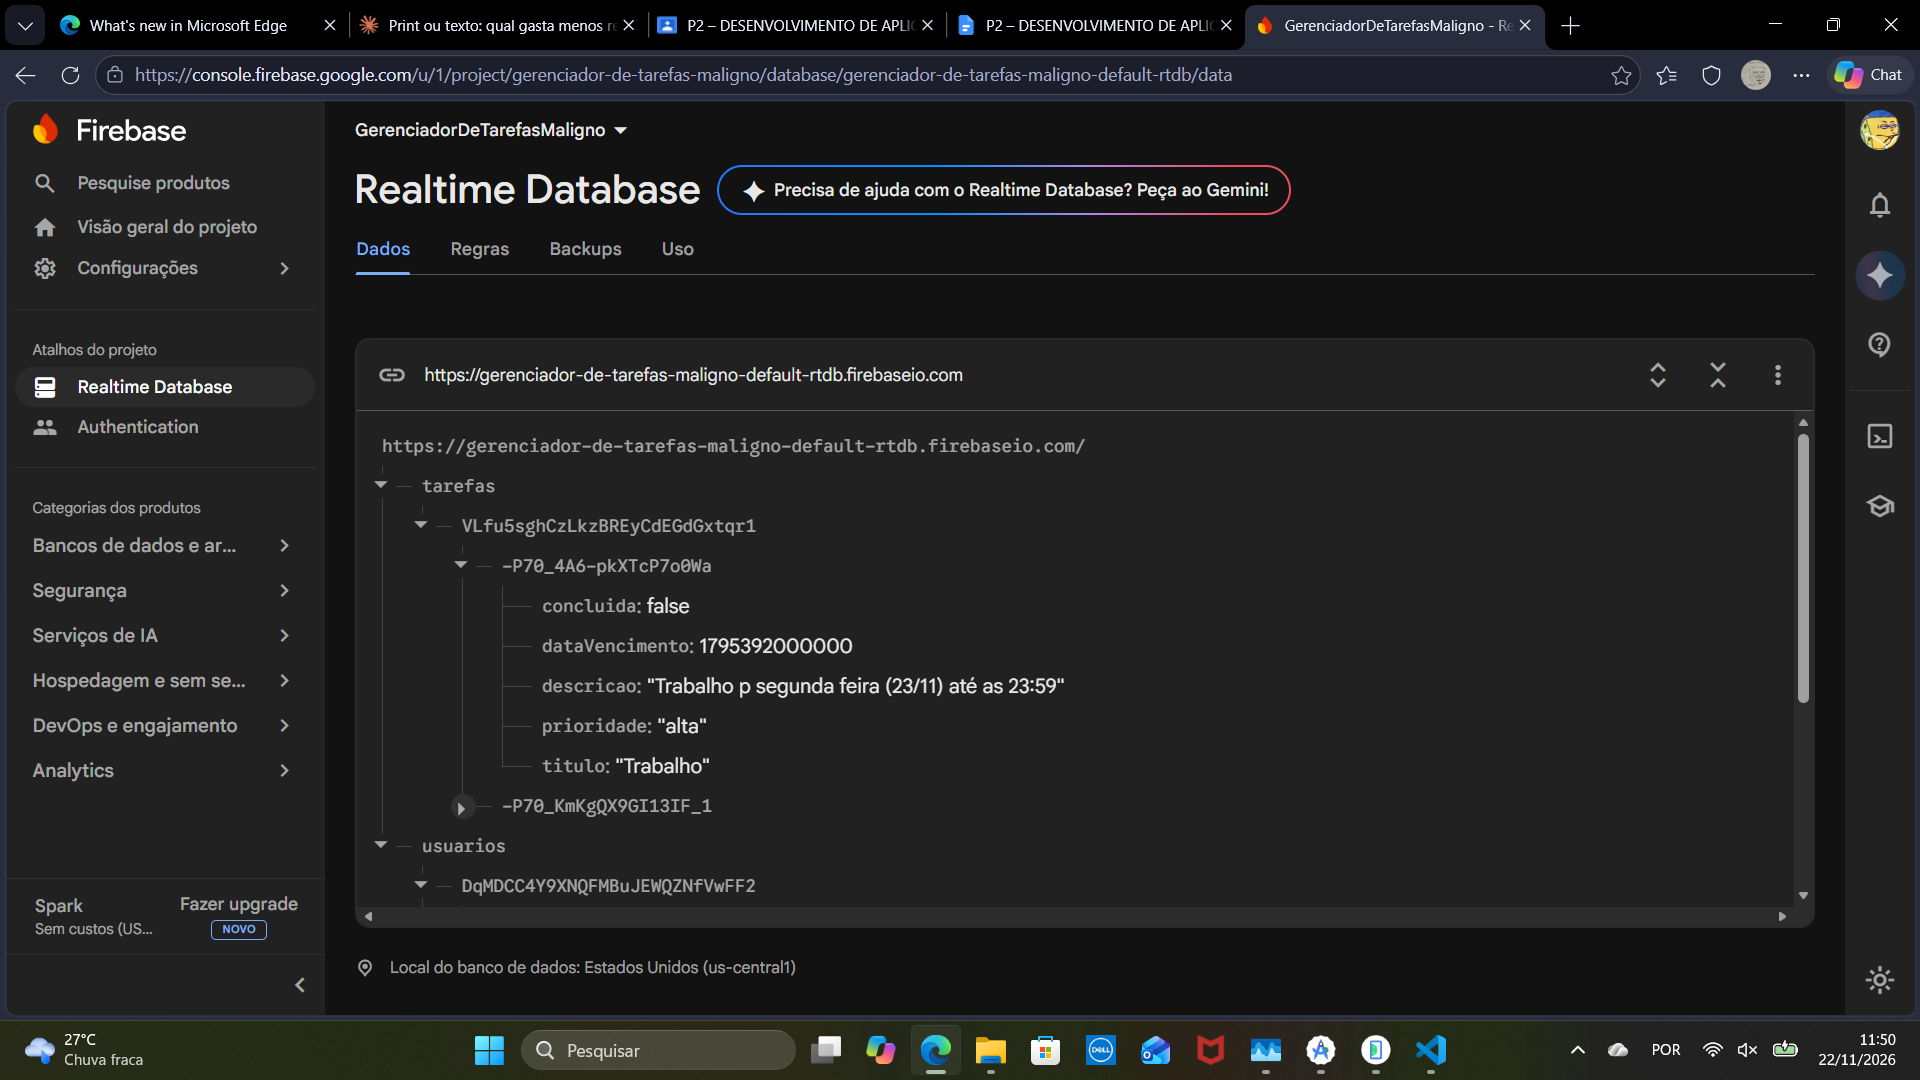 What's new in Microsoft Edge
Print ou texto: qual gasta menos re
P2 – DESENVOLVIMENTO DE APLIC
P2 – DESENVOLVIMENTO DE APLIC
GerenciadorDeTarefasMaligno - Re
https://console.firebase.google.com/u/1/project/gerenciador-de-tarefas-maligno/database/gerenciador-de-tarefas-maligno-default-rtdb/data
Chat
Firebase
Pesquise produtos
Visão geral do projeto
Configurações
Atalhos do projeto
Realtime Database
Authentication
Categorias dos produtos
Bancos de dados e ar...
Segurança
Serviços de IA
Hospedagem e sem se...
DevOps e engajamento
Analytics
Spark
Sem custos (US...
Fazer upgrade
NOVO
GerenciadorDeTarefasMaligno
Realtime Database
Precisa de ajuda com o Realtime Database? Peça ao Gemini!
Dados
Regras
Backups
Uso
https://gerenciador-de-tarefas-maligno-default-rtdb.firebaseio.com
https://gerenciador-de-tarefas-maligno-default-rtdb.firebaseio.com/
tarefas
VLfu5sghCzLkzBREyCdEGdGxtqr1
-P70_4A6-pkXTcP7o0Wa
concluida: false
dataVencimento: 1795392000000
descricao: "Trabalho p segunda feira (23/11) até as 23:59"
prioridade: "alta"
titulo: "Trabalho"
-P70_KmKgQX9GI13IF_1
usuarios
DqMDCC4Y9XNQFMBuJEWQZNfVwFF2
Local do banco de dados: Estados Unidos (us-central1)
27°C
Chuva fraca
Pesquisar
DELL
POR
11:50
22/11/2026